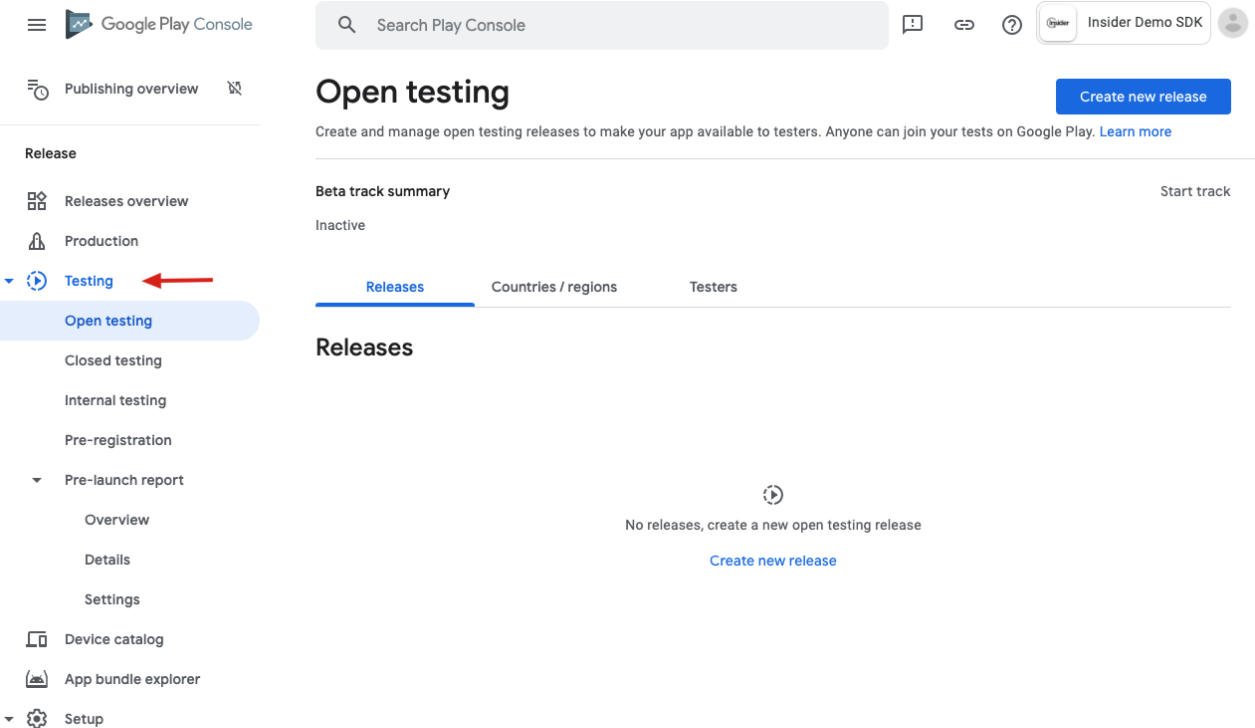 Google Play Console
Search Play Console
Insider
Insider Demo SDK
Publishing overview
Release
Releases overview
Production
Testing
Open testing
Closed testing
Internal testing
Pre-registration
Pre-launch report
Overview
Details
Settings
Device catalog
App bundle explorer
Setup
Open testing
Create new release
Create and manage open testing releases to make your app available to testers. Anyone can join your tests on Google Play. Learn more
Beta track summary
Start track
Inactive
Releases
Countries / regions
Testers
Releases
No releases, create a new open testing release
Create new release